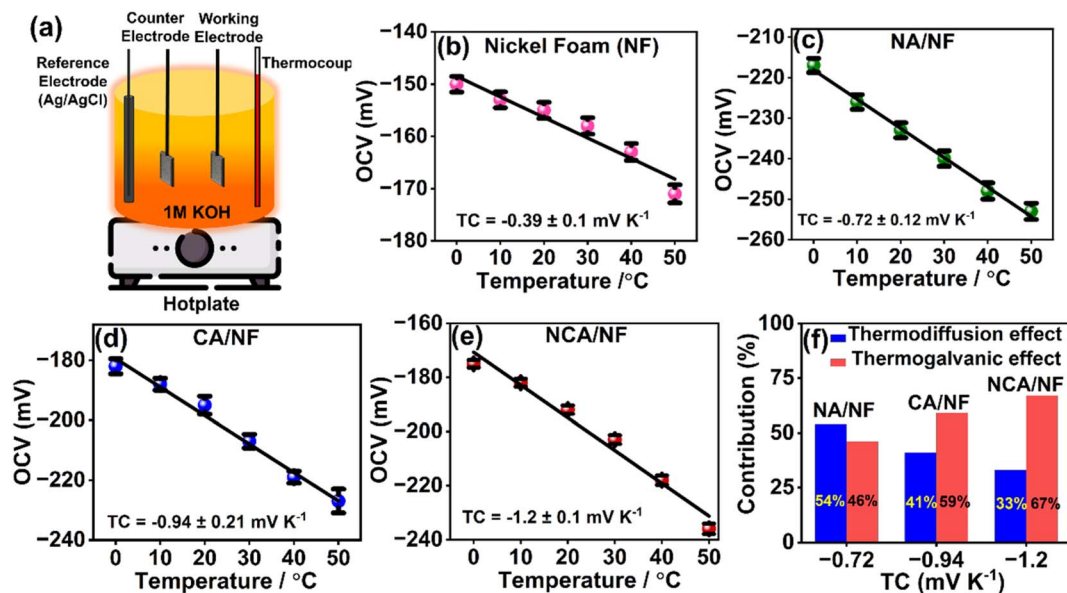 (a)
Counter
Electrode
Working
Electrode
Reference
Electrode
(Ag/AgCl)
Thermocoup
1M KOH
Hotplate
(b)
Nickel Foam (NF)
OCV (mV)
−140
−150
−160
−170
−180
TC = -0.39 ± 0.1 mV K⁻¹
0 10 20 30 40 50
Temperature /°C
(c)
NA/NF
OCV (mV)
−210
−220
−230
−240
−250
−260
TC = -0.72 ± 0.12 mV K⁻¹
0 10 20 30 40 50
Temperature /°C
(d)
CA/NF
OCV (mV)
−180
−200
−220
−240
TC = -0.94 ± 0.21 mV K⁻¹
0 10 20 30 40 50
Temperature / °C
(e)
NCA/NF
OCV (mV)
−160
−180
−200
−220
−240
TC = -1.2 ± 0.1 mV K⁻¹
0 10 20 30 40 50
Temperature / °C
(f)
Thermodiffusion effect
Thermogalvanic effect
Contribution (%)
100
75
50
25
0
NA/NF
CA/NF
NCA/NF
54% 46% 41% 59% 33% 67%
−0.72 −0.94 −1.2
TC (mV K⁻¹)